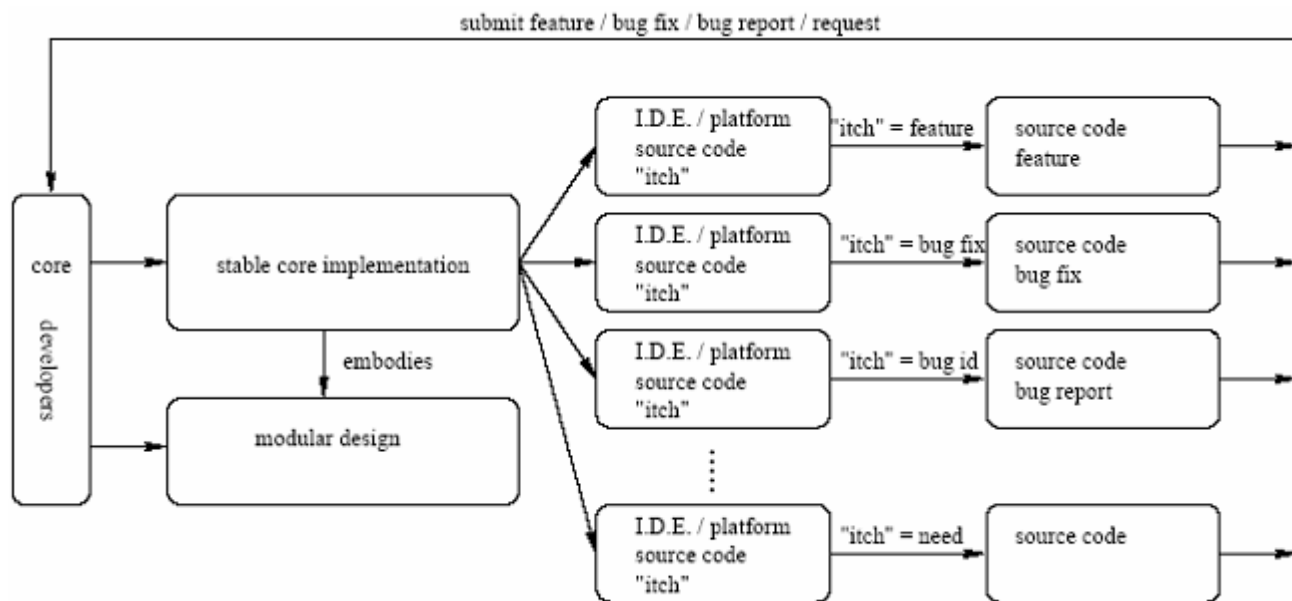 submit feature / bug fix / bug report / request
I.D.E. / platform
source code
"itch"
"itch" = feature
source code
feature
core
developers
stable core implementation
I.D.E. / platform
source code
"itch"
"itch" = bug fix
source code
bug fix
embodies
I.D.E. / platform
source code
"itch"
"itch" = bug id
source code
bug report
modular design
I.D.E. / platform
source code
"itch"
"itch" = need
source code